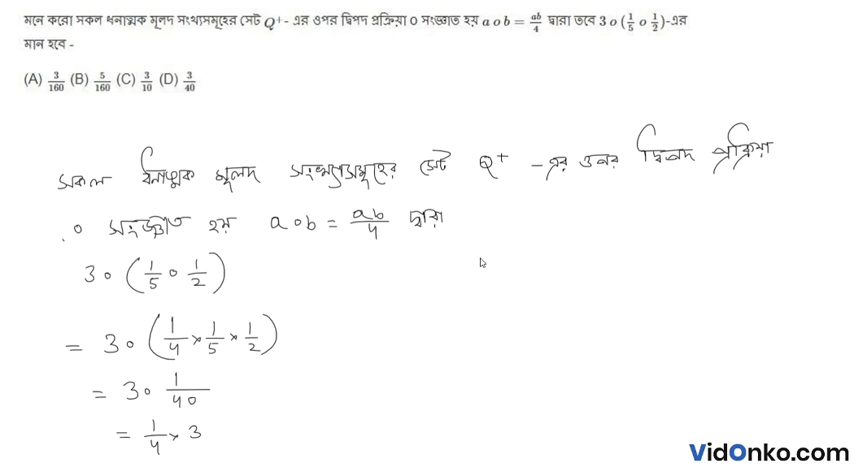 মনে করো সকল ধনাত্মক মূলদ সংখ্যাসমূহের সেট Q⁺- এর ওপর দ্বিপদ প্রক্রিয়া o সংজ্ঞাত হয় a o b = ab/4 দ্বারা তবে 3 o (1/5 o 1/2)-এর
মান হবে -
(A) 3/160 (B) 5/160 (C) 3/10 (D) 3/40
সকল ধনাত্মক মূলদ সংখ্যাসমূহের সেট Q⁺ -এর ওপর দ্বিপদ প্রক্রিয়া
o সংজ্ঞাত হয় a o b = ab/4 দ্বারা
3 o (1/5 o 1/2)
= 3 o (1/4 × 1/5 × 1/2)
= 3 o 1/40
= 1/4 × 3
VidOnko.com